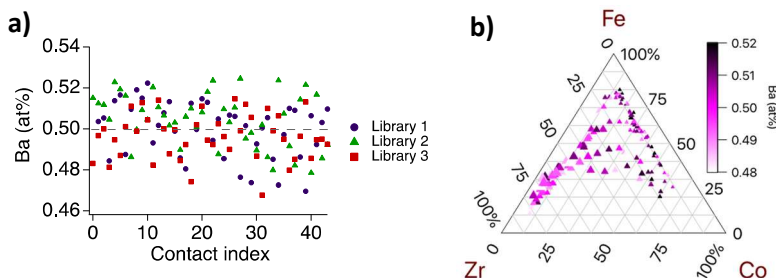 a)
0.54
0.52
0.50
0.48
0.46
Ba (at%)
0
10
20
30
40
Contact index
Library 1
Library 2
Library 3
b)
Fe
0
100%
25
75
50
50
75
25
100%
0
0
25
50
75
100%
Zr
Co
0.52
0.51
0.50
0.49
0.48
Ba (at%)